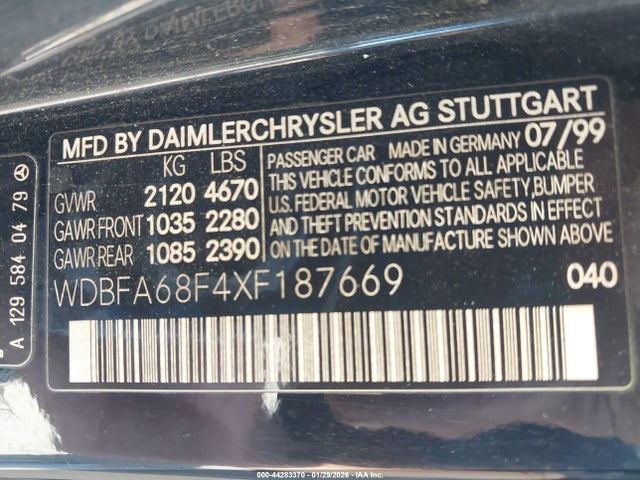 MFD BY DAIMLERCHRYSLER AG STUTTGART
KG LBS
GVWR 2120 4670
GAWR FRONT 1035 2280
GAWR REAR 1085 2390
PASSENGER CAR MADE IN GERMANY 07/99
THIS VEHICLE CONFORMS TO ALL APPLICABLE
U.S. FEDERAL MOTOR VEHICLE SAFETY,BUMPER
AND THEFT PREVENTION STANDARDS IN EFFECT
ON THE DATE OF MANUFACTURE SHOWN ABOVE
WDBFA68F4XF187669 040
A 129 584 04 79
000-44283370 - 01/29/2026 - IAA Inc.